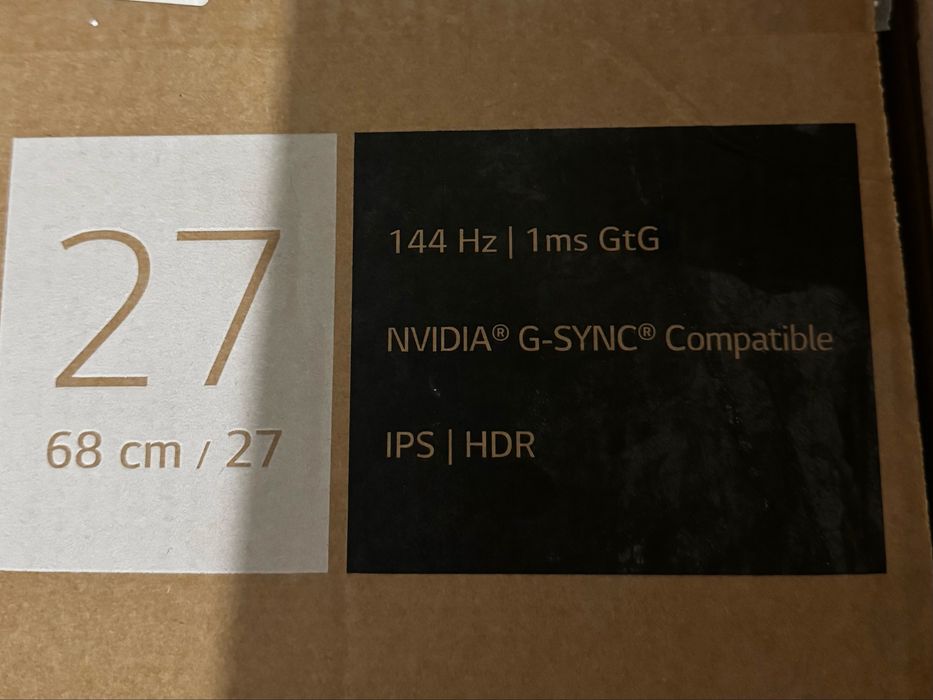 27
68 cm / 27
144 Hz | 1ms GtG
NVIDIA® G-SYNC® Compatible
IPS | HDR